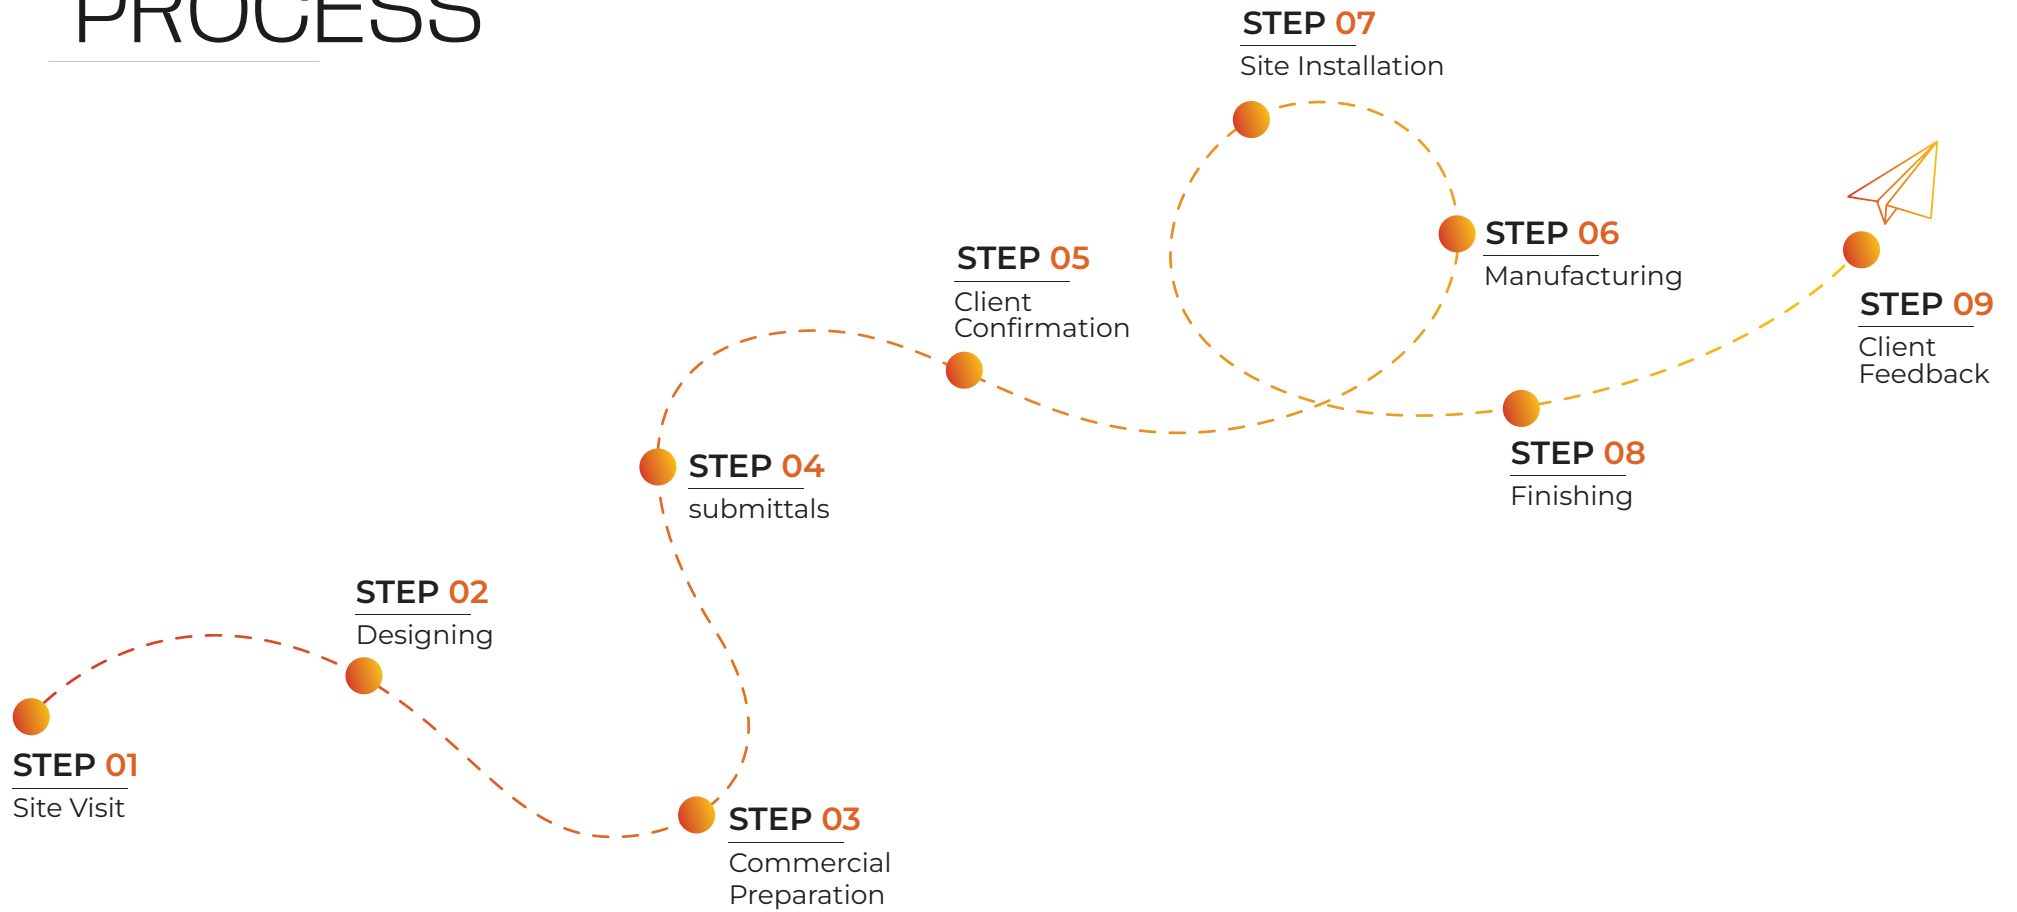 PROCESS
STEP 01
Site Visit
STEP 02
Designing
STEP 03
Commercial
Preparation
STEP 04
submittals
STEP 05
Client
Confirmation
STEP 06
Manufacturing
STEP 07
Site Installation
STEP 08
Finishing
STEP 09
Client
Feedback